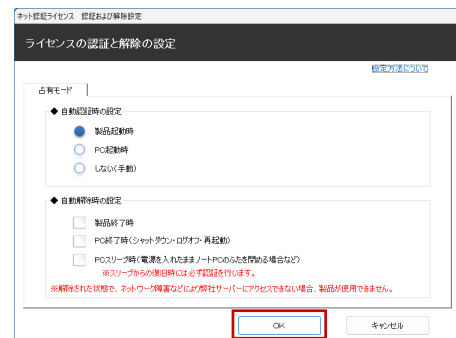 ネット認証ライセンス 認証および解除設定
ライセンスの認証と解除の設定
設定方法について
占有モード
◆ 自動認証時の設定
製品起動時
PC起動時
しない(手動)
◆ 自動解除時の設定
製品終了時
PC終了時(シャットダウン・ログオフ・再起動)
PCスリープ時(電源を入れたままノートPCのふたを閉める場合など)
※スリープからの復旧時には必ず認証を行います。
※解除された状態で、ネットワーク障害などにより弊社サーバーにアクセスできない場合、製品が使用できません。
OK
キャンセル